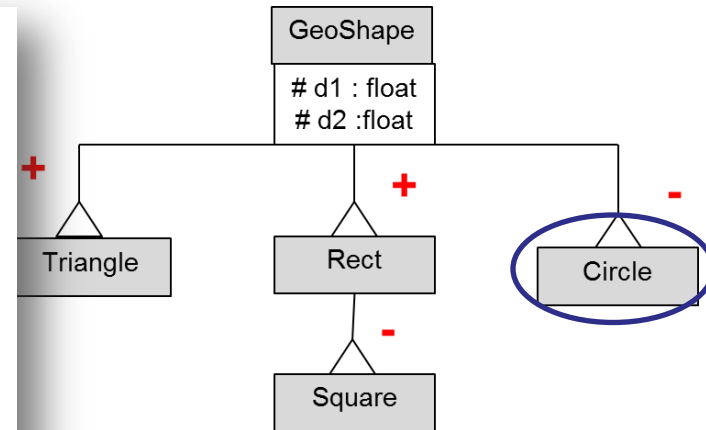 GeoShape
# d1 : float
# d2 :float
+
+
-
Triangle
Rect
Circle
-
Square